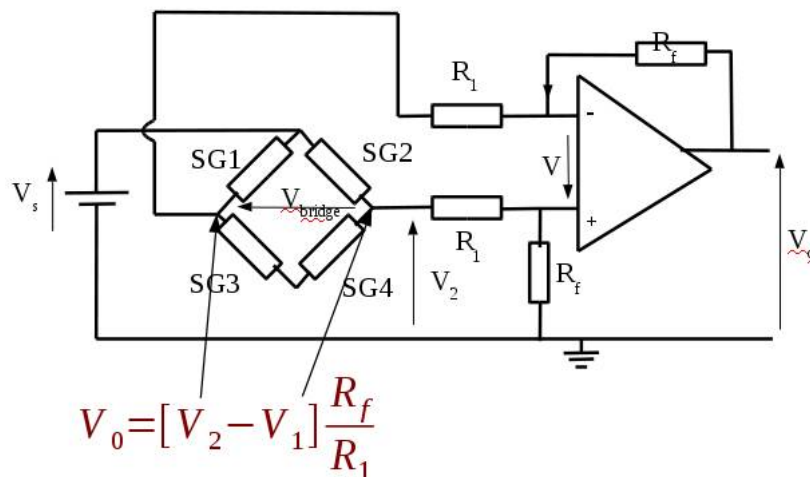 R1
Rf
SG1
SG2
Vs
Vbridge
V
-
+
R1
Rf
V2
SG3
SG4
V0=[V2−V1] Rf/R1